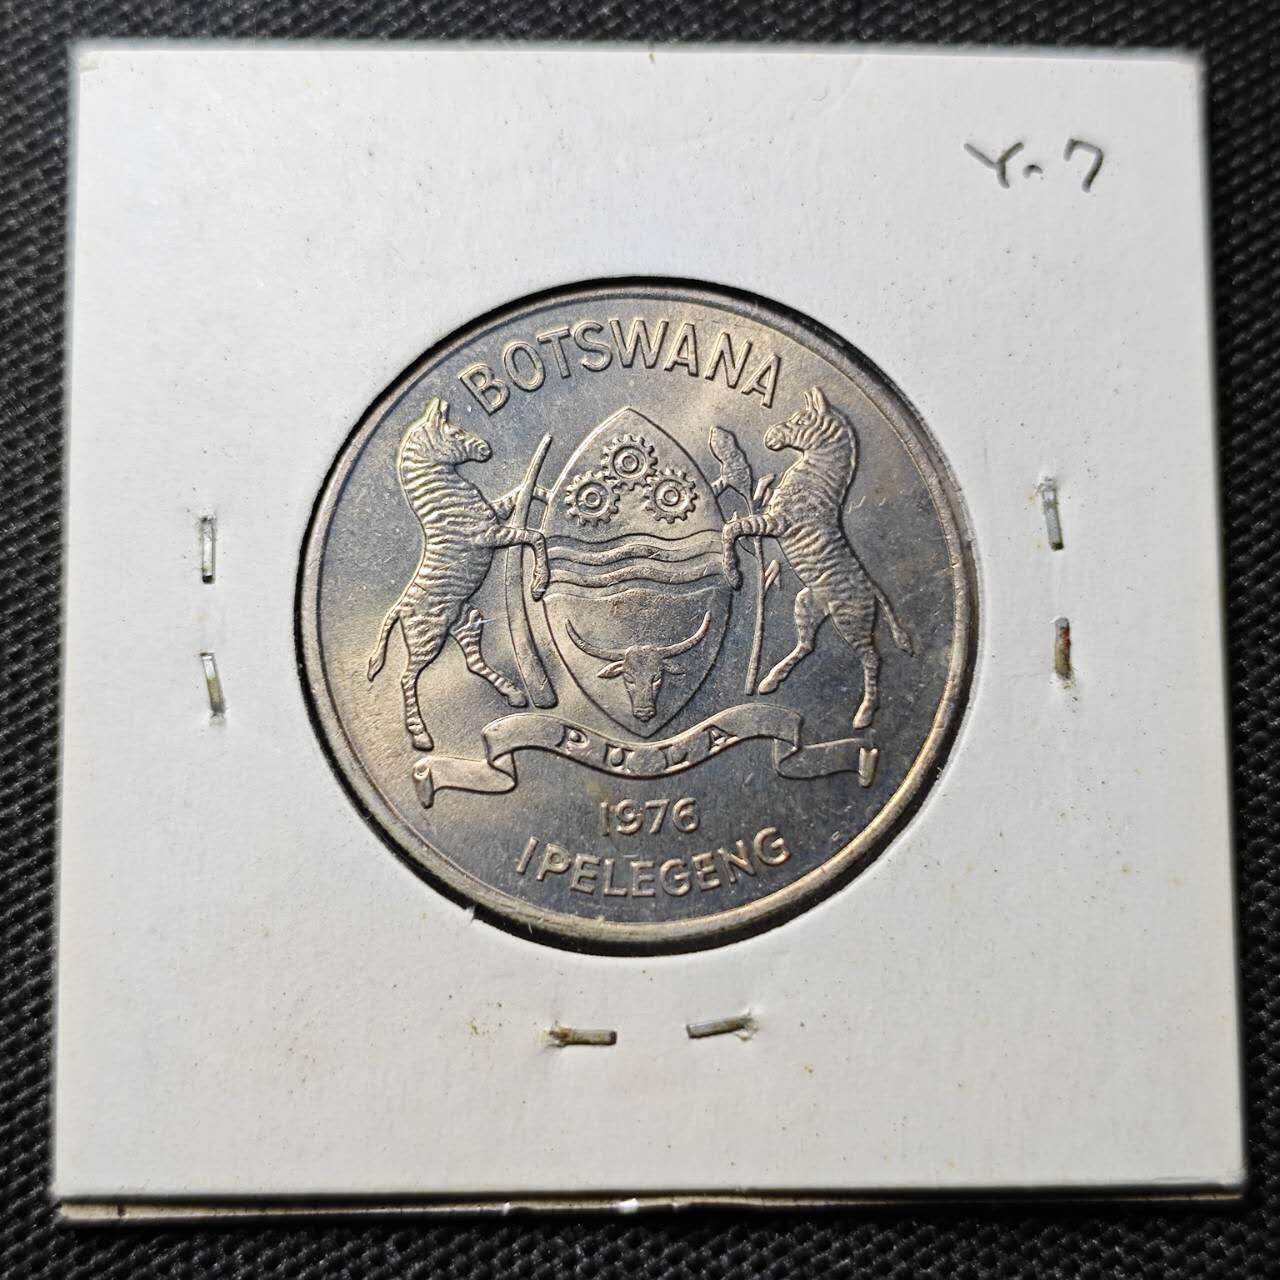 Y.7
BOTSWANA
PULA
1976
IPELEGENG